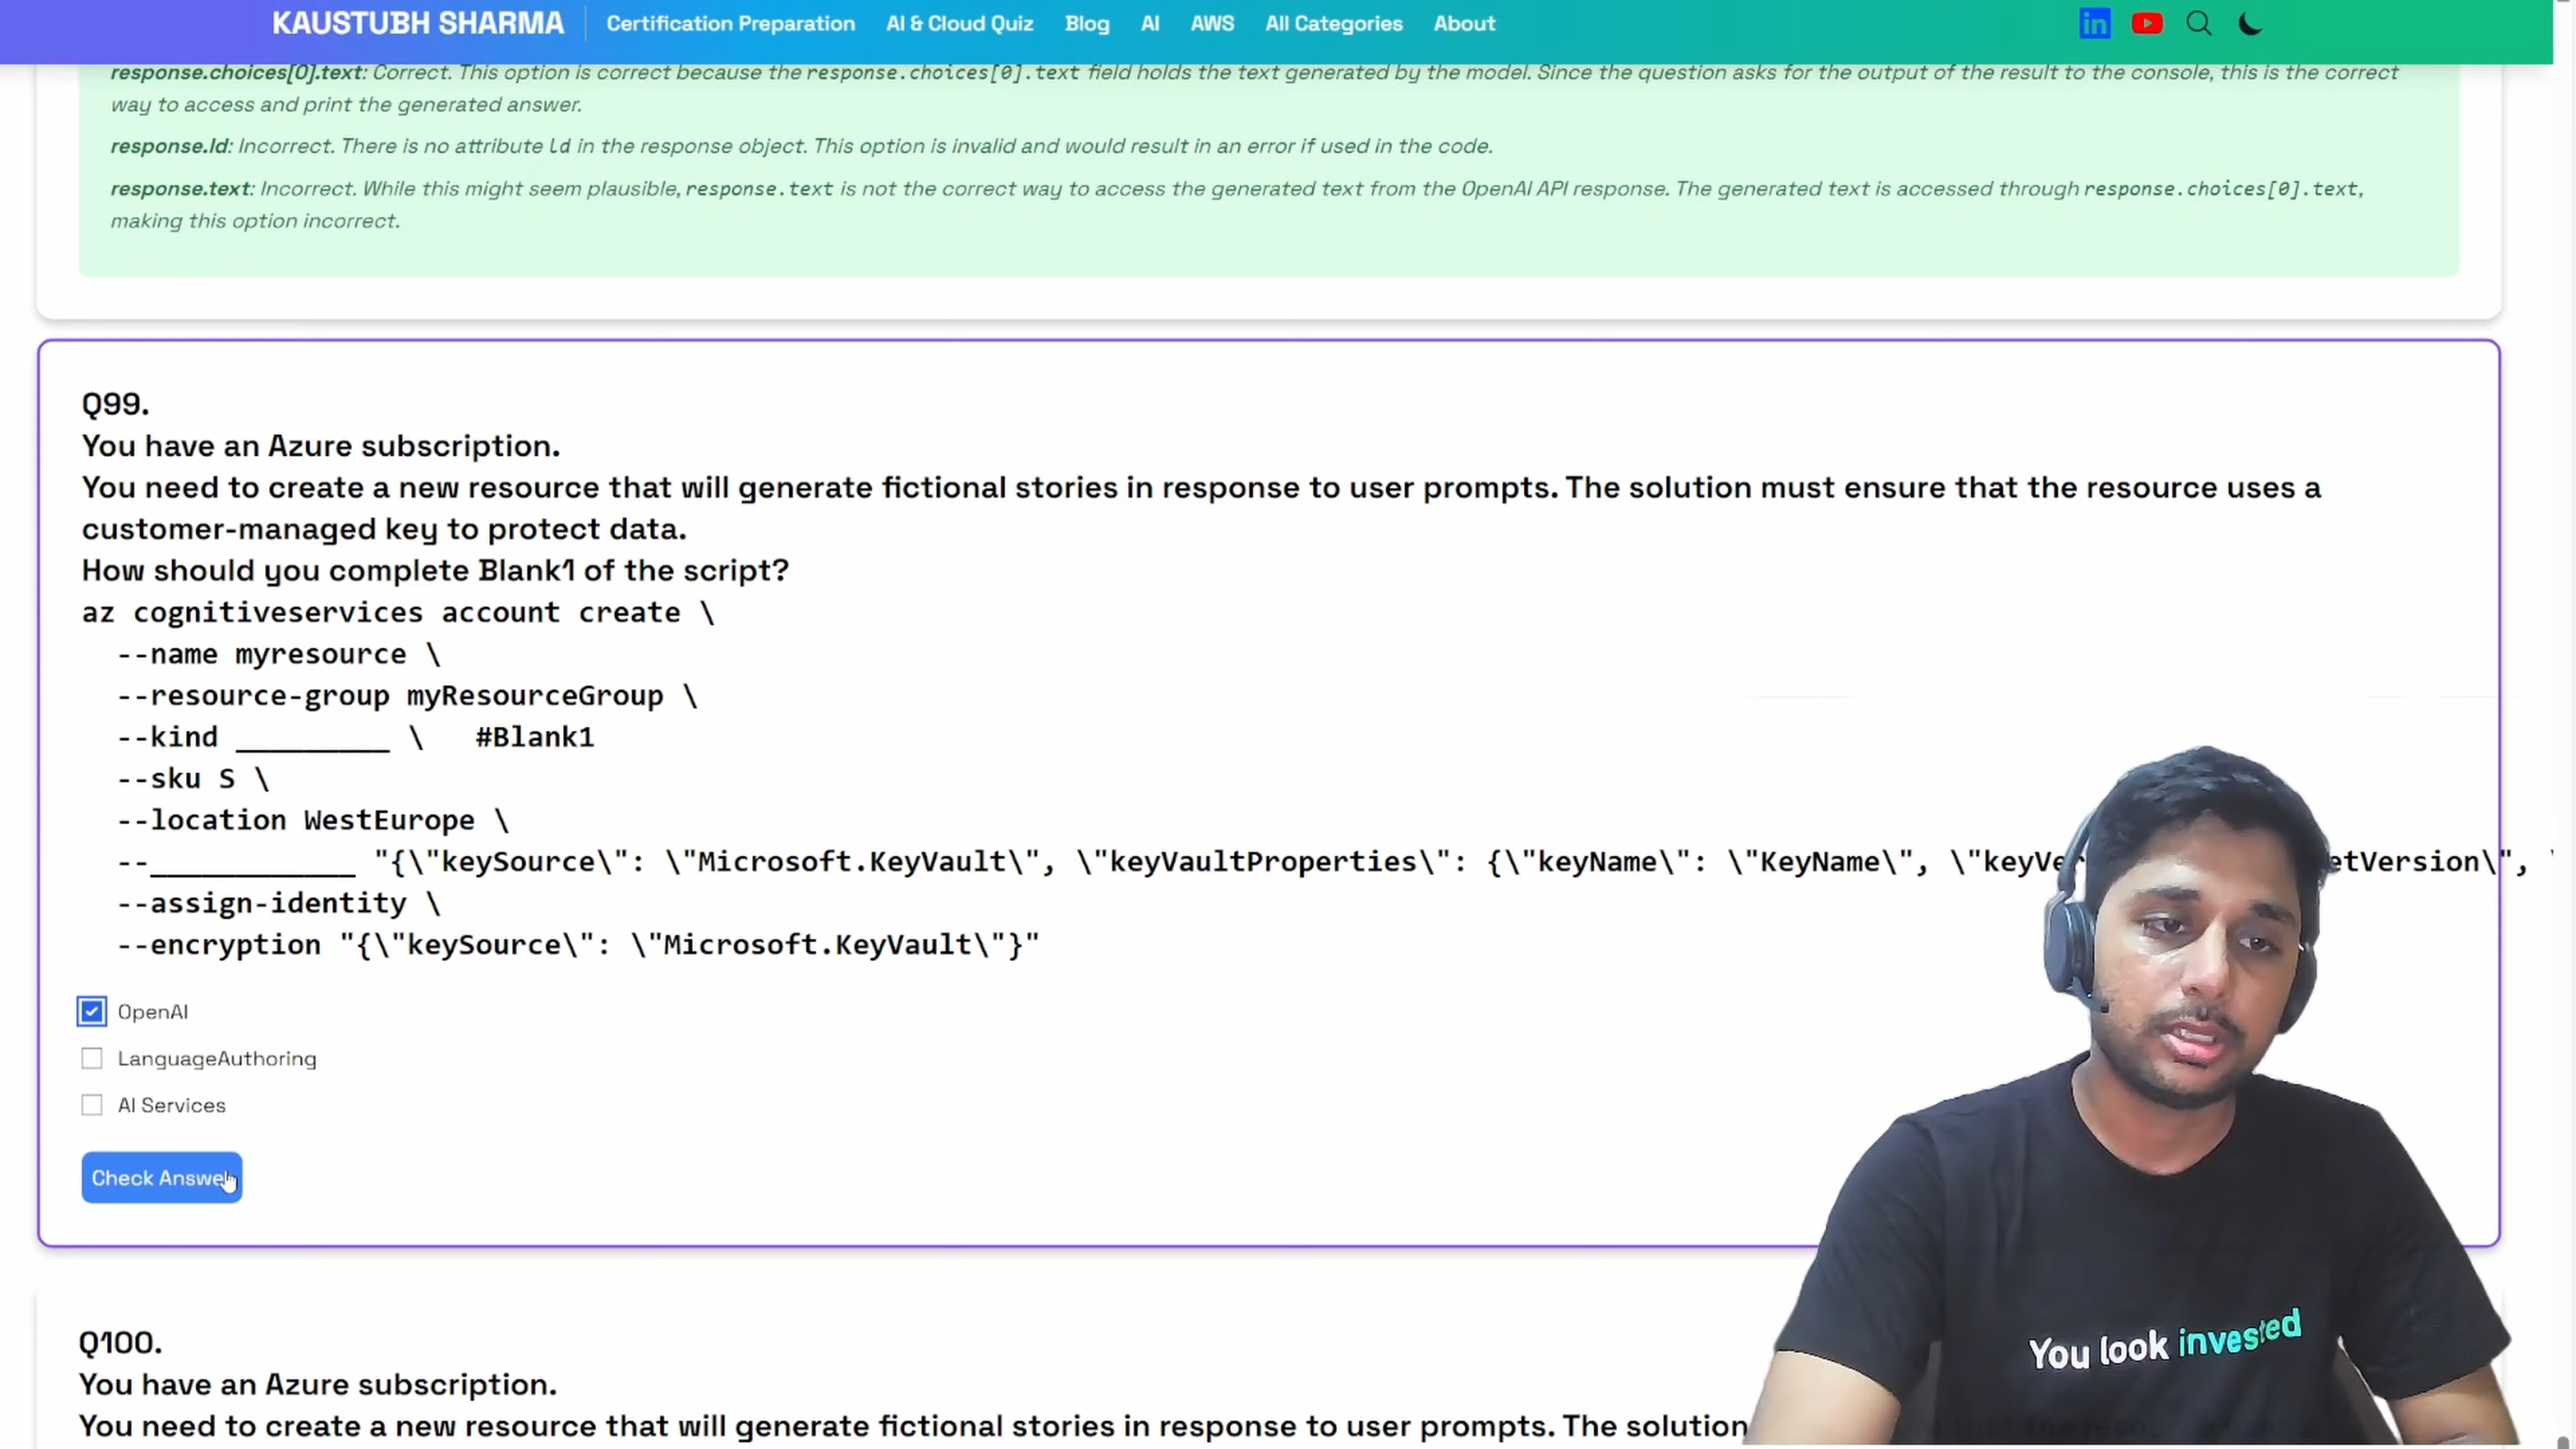 KAUSTUBH SHARMA Certification Preparation AI & Cloud Quiz Blog AI AWS All Categories About
response.choices[0].text: Correct. This option is correct because the response.choices[0].text field holds the text generated by the model. Since the question asks for the output of the result to the console, this is the correct
way to access and print the generated answer.
response.ld: Incorrect. There is no attribute ld in the response object. This option is invalid and would result in an error if used in the code.
response.text: Incorrect. While this might seem plausible, response.text is not the correct way to access the generated text from the OpenAI API response. The generated text is accessed through response.choices[0].text,
making this option incorrect.
Q99.
You have an Azure subscription.
You need to create a new resource that will generate fictional stories in response to user prompts. The solution must ensure that the resource uses a
customer-managed key to protect data.
How should you complete Blank1 of the script?
az cognitiveservices account create \
--name myresource \
--resource-group myResourceGroup \
--kind _________ \ #Blank1
--sku S \
--location WestEurope \
--____________ "{\"keySource\": \"Microsoft.KeyVault\", \"keyVaultProperties\": {\"keyName\": \"KeyName\", \"keyVer etVersion\",
--assign-identity \
--encryption "{\"keySource\": \"Microsoft.KeyVault\"}"
OpenAI
LanguageAuthoring
AI Services
Check Answe
Q100.
You have an Azure subscription.
You need to create a new resource that will generate fictional stories in response to user prompts. The solution
You look invested